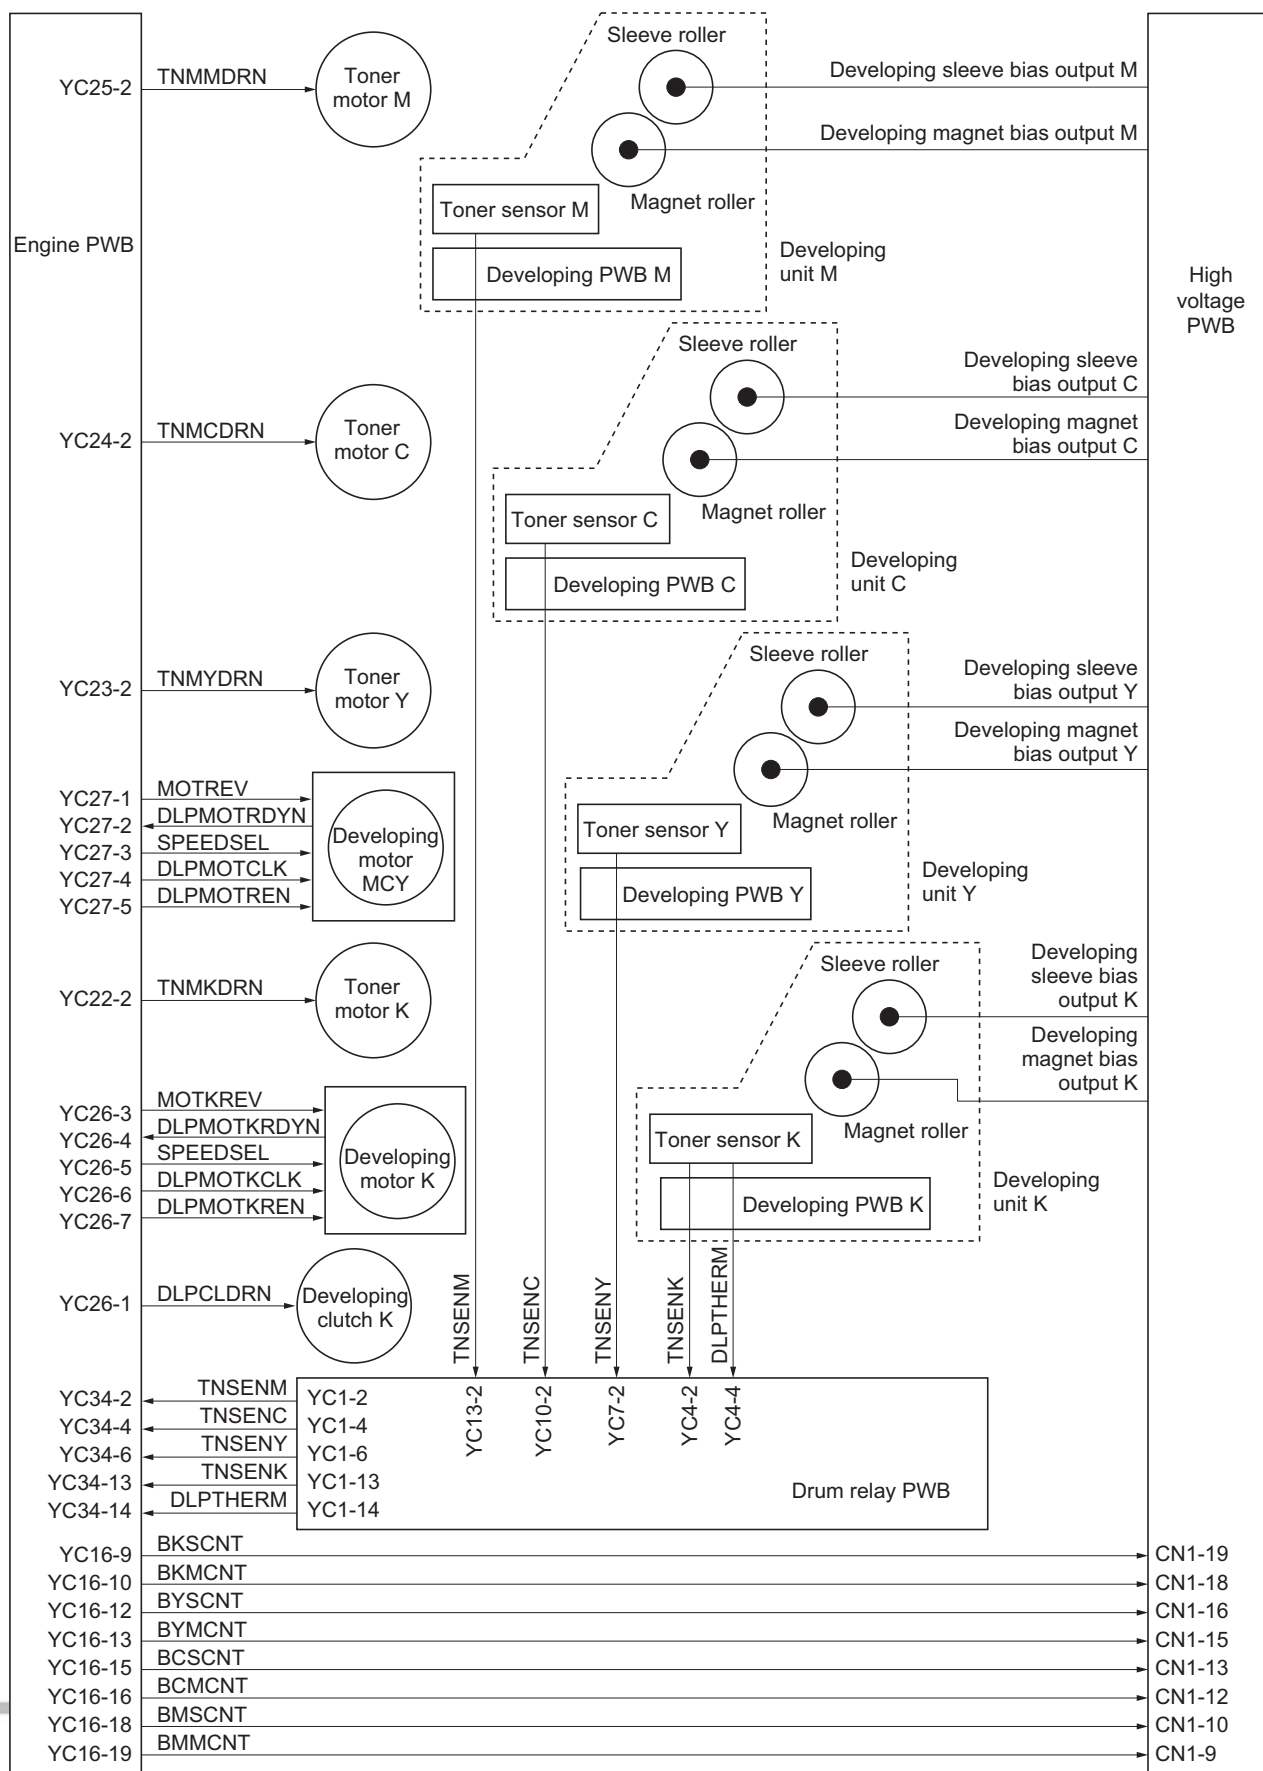 Engine PWB
YC25-2
TNMMDRN
Toner
motor M
Sleeve roller
Magnet roller
Toner sensor M
Developing PWB M
Developing
unit M
Developing sleeve bias output M
Developing magnet bias output M
High
voltage
PWB
YC24-2
TNMCDRN
Toner
motor C
Sleeve roller
Magnet roller
Toner sensor C
Developing PWB C
Developing
unit C
Developing sleeve
bias output C
Developing magnet
bias output C
YC23-2
TNMYDRN
Toner
motor Y
Sleeve roller
Magnet roller
Toner sensor Y
Developing PWB Y
Developing
unit Y
Developing sleeve
bias output Y
Developing magnet
bias output Y
YC27-1
MOTREV
YC27-2
DLPMOTRDYN
YC27-3
SPEEDSEL
YC27-4
DLPMOTCLK
YC27-5
DLPMOTREN
Developing
motor
MCY
YC22-2
TNMKDRN
Toner
motor K
Sleeve roller
Magnet roller
Toner sensor K
Developing PWB K
Developing
unit K
Developing
sleeve bias
output K
Developing
magnet bias
output K
YC26-3
MOTKREV
YC26-4
DLPMOTKRDYN
YC26-5
SPEEDSEL
YC26-6
DLPMOTKCLK
YC26-7
DLPMOTKREN
Developing
motor K
YC26-1
DLPCLDRN
Developing
clutch K
TNSENM
TNSENC
TNSENY
TNSENK
DLPTHERM
YC13-2
YC10-2
YC7-2
YC4-2
YC4-4
YC34-2
TNSENM
YC1-2
YC34-4
TNSENC
YC1-4
YC34-6
TNSENY
YC1-6
YC34-13
TNSENK
YC1-13
YC34-14
DLPTHERM
YC1-14
Drum relay PWB
YC16-9
BKSCNT
CN1-19
YC16-10
BKMCNT
CN1-18
YC16-12
BYSCNT
CN1-16
YC16-13
BYMCNT
CN1-15
YC16-15
BCSCNT
CN1-13
YC16-16
BCMCNT
CN1-12
YC16-18
BMSCNT
CN1-10
YC16-19
BMMCNT
CN1-9